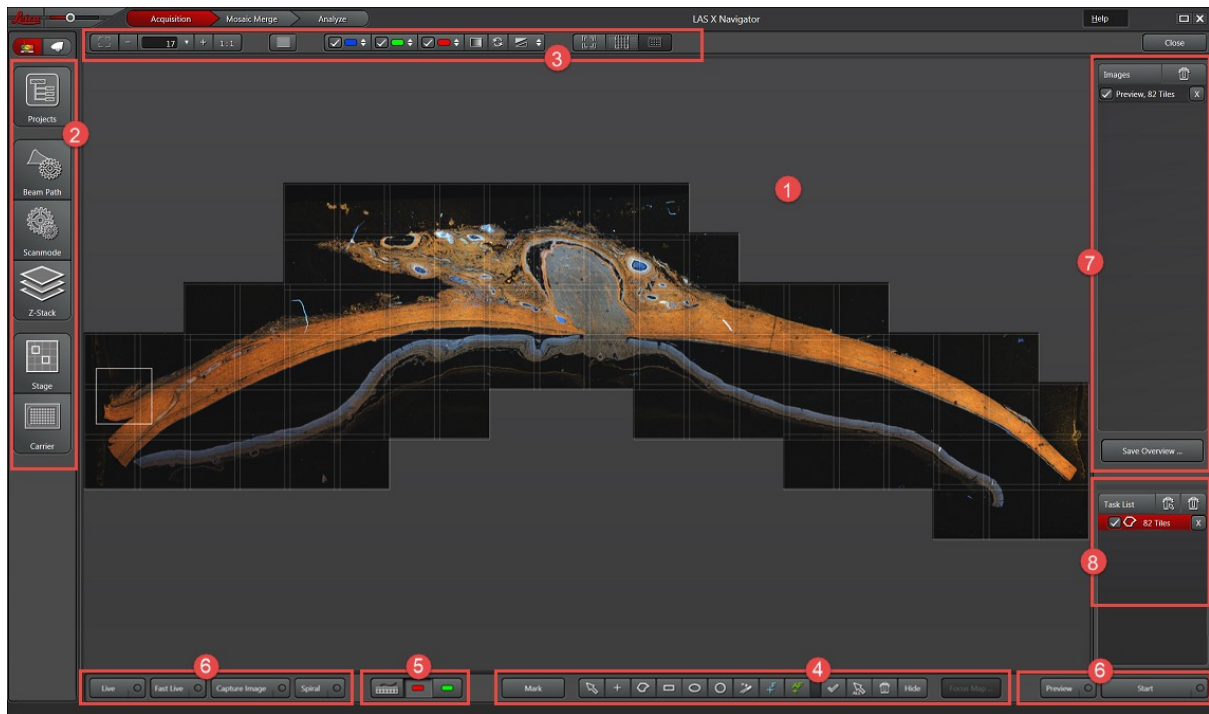 Leica
Acquisition
Mosaic Merge
Analyze
LAS X Navigator
Help
17
1:1
Close
3
2
Projects
Beam Path
Scanmode
Z-Stack
Stage
Carrier
1
7
Images
Preview, 82 Tiles
X
Save Overview ...
Task List
82 Tiles
X
8
6
5
4
6
Live
Fast Live
Capture Image
Spiral
Mark
Hide
Focus Map...
Preview
Start